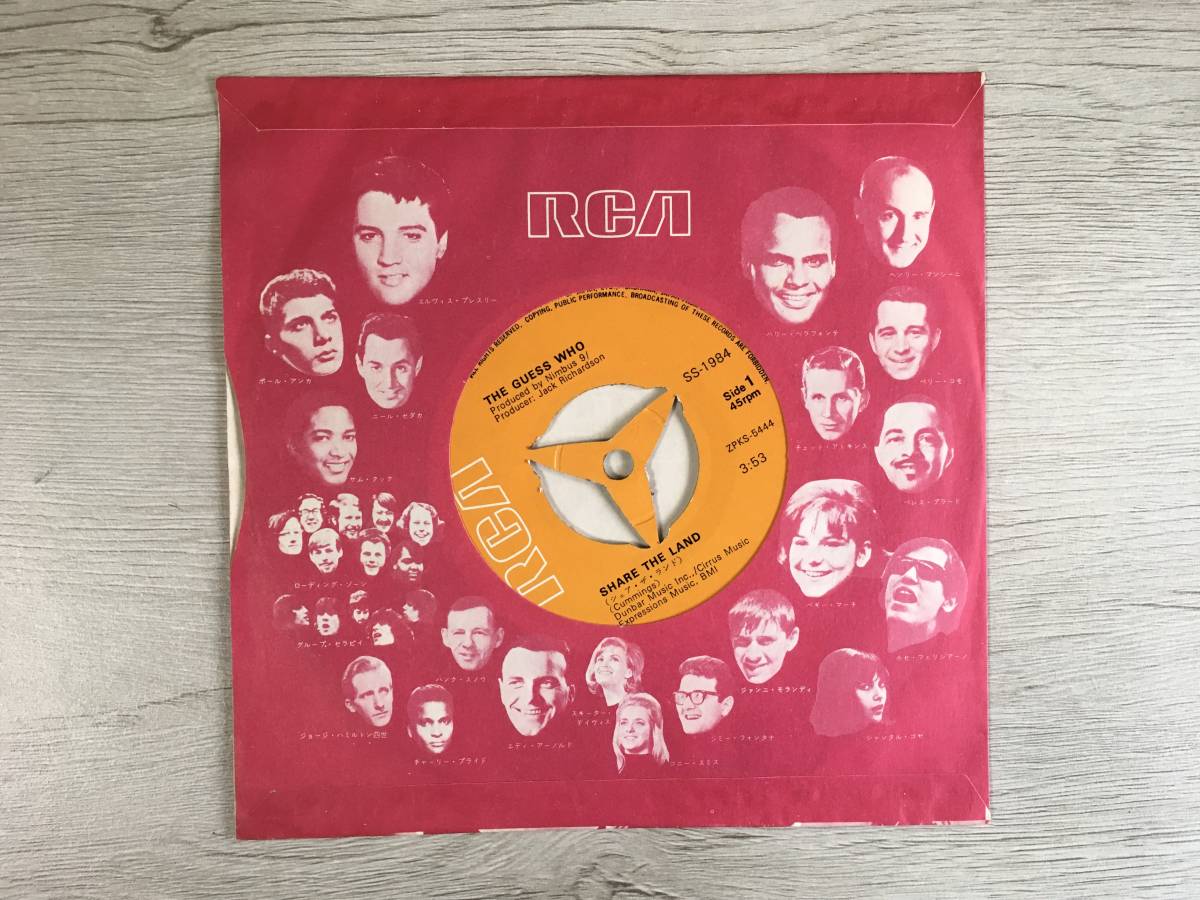 RCA
エルヴィス・プレスリー
ヘンリー・マンシーニ
ハリー・ベラフォンテ
ポール・アンカ
ペリー・コモ
ニール・セダカ
チェット・アトキンス
サム・クック
ペレス・プラード
ローディング・ゾーン
ペギー・マーチ
グループ・セラピイ
ホセ・フェリシアーノ
ハンク・スノウ
ジャンニ・モランディ
スキーター・
デイヴィス
ジョージ・ハミルトン四世
エディ・アーノルド
ジミー・フォンタナ
シャンタル・ゴヤ
チャーリー・プライド
コニー・スミス
RESERVED, COPYING, PUBLIC PERFORMANCE, BROADCASTING OF THESE RECORDS ARE FORBIDDEN.
THE GUESS WHO
Produced by Nimbus 9/
Producer: Jack Richardson
SS-1984
Side 1
45rpm
ZPKS-5444
3:53
RCA
SHARE THE LAND
(シェア・ザ・ランド)
(Cummings)
Dunbar Music Inc../Cirrus Music
Expressions Music. BMI